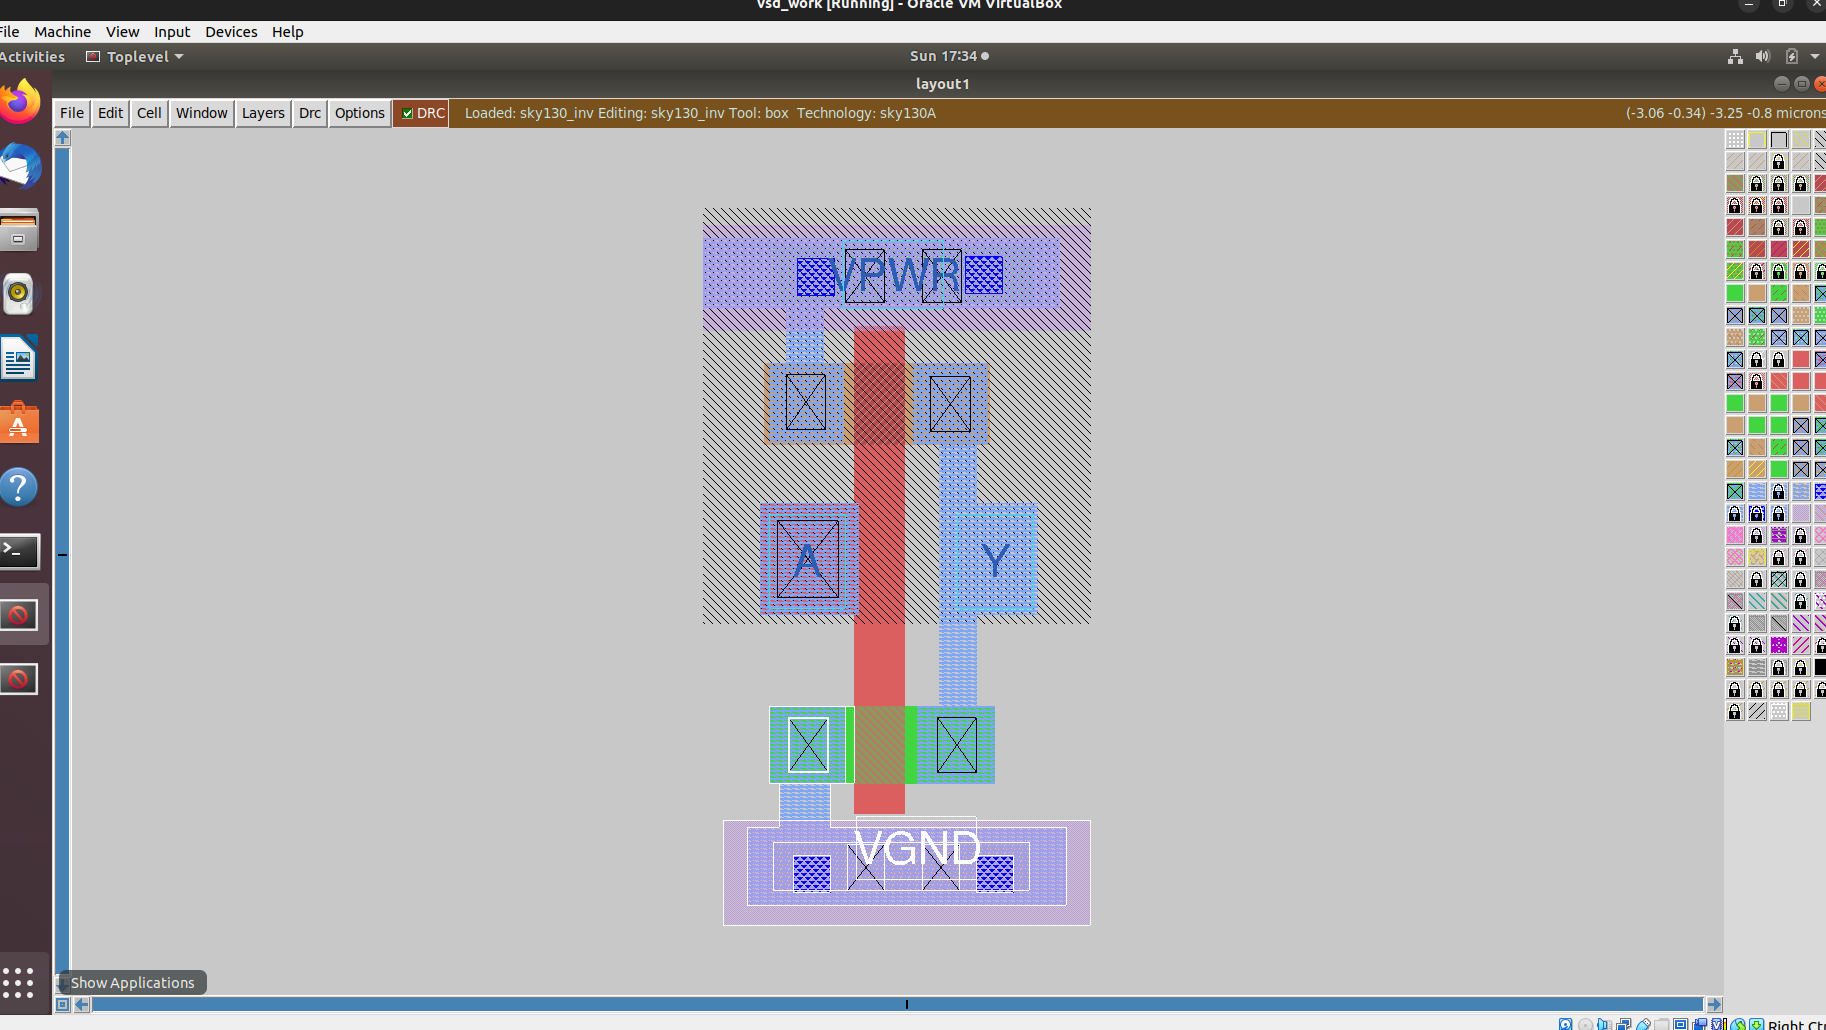 vsd_work [Running] - Oracle VM VirtualBox
File Machine View Input Devices Help
Activities Toplevel Sun 17:34
layout1
File Edit Cell Window Layers Drc Options DRC Loaded: sky130_inv Editing: sky130_inv Tool: box Technology: sky130A (-3.06 -0.34) -3.25 -0.8 microns
VPWR
A Y
VGND
Show Applications
Right Ctr